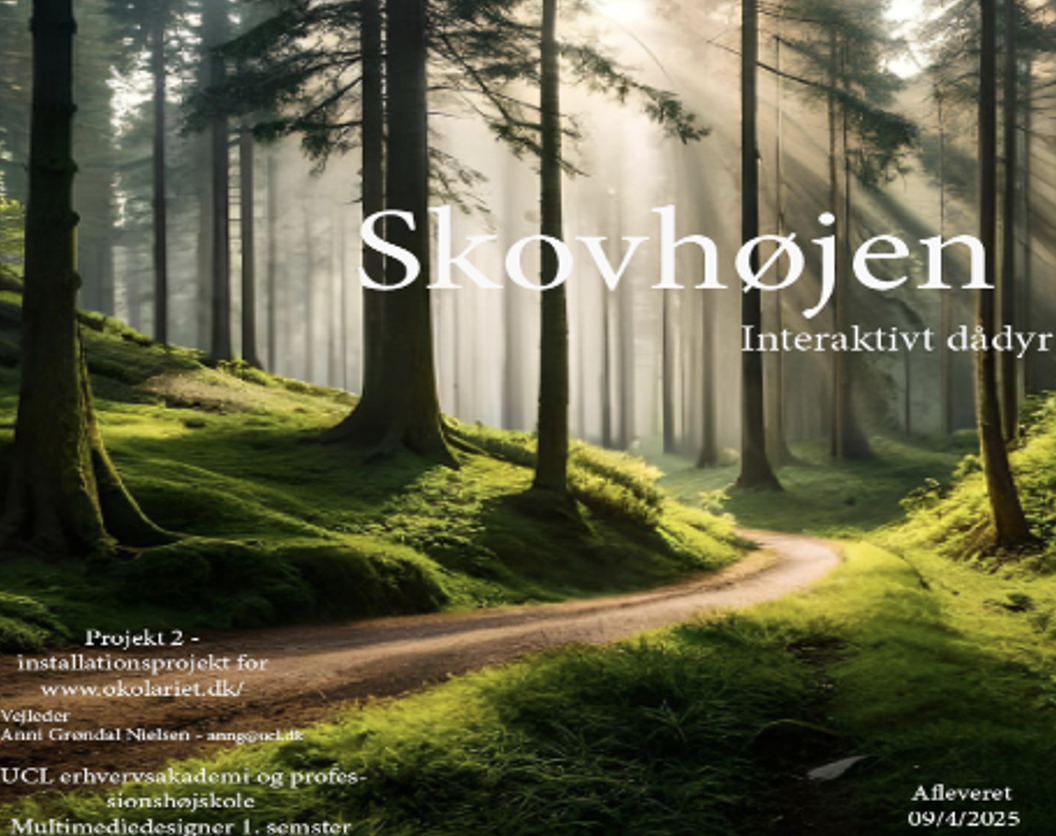 Skovhøjen
Interaktivt dådyr
Projekt 2 -
installationsprojekt for
www.okolariet.dk/
Vejleder
Anni Grøndal Nielsen - anng@ucl.dk
UCL erhvervsakademi og profes-
sionshøjskole
Multimediedesigner 1. semster
Afleveret
09/4/2025